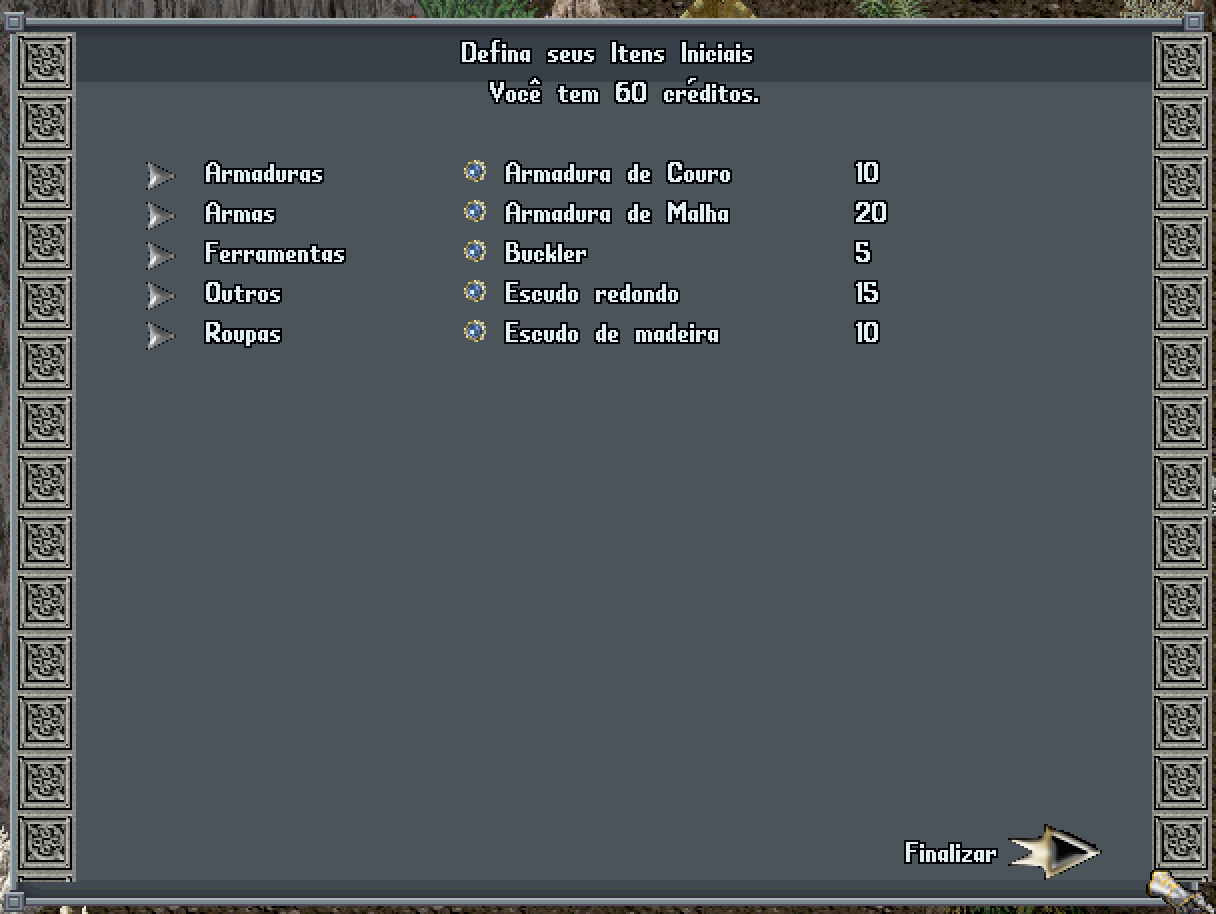 Defina seus Itens Iniciais
Você tem 60 créditos.
Armaduras Armadura de Couro 10
Armas Armadura de Malha 20
Ferramentas Buckler 5
Outros Escudo redondo 15
Roupas Escudo de madeira 10
Finalizar